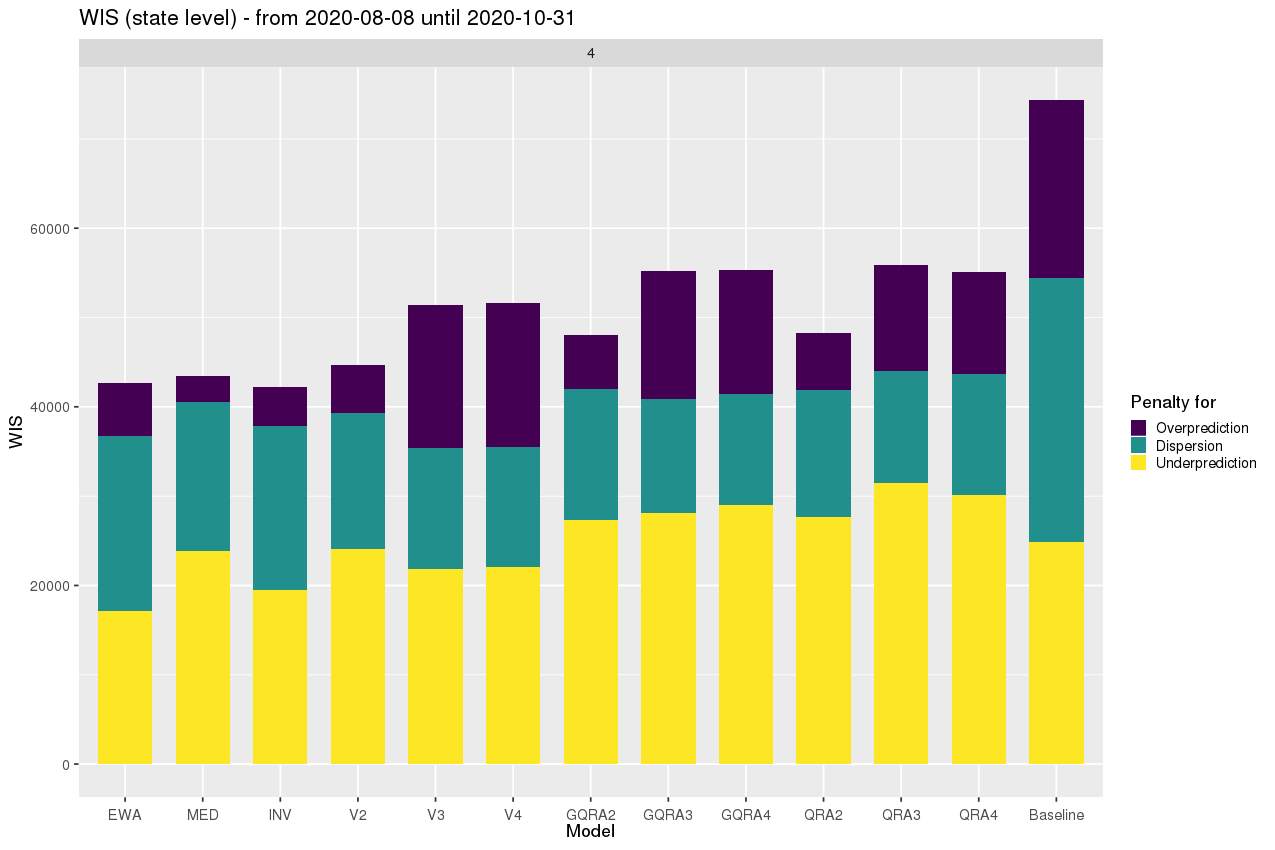 WIS (state level) - from 2020-08-08 until 2020-10-31
4
WIS
60000
40000
20000
0
EWA MED INV V2 V3 V4 GQRA2 GQRA3 GQRA4 QRA2 QRA3 QRA4 Baseline
Model
Penalty for
Overprediction
Dispersion
Underprediction